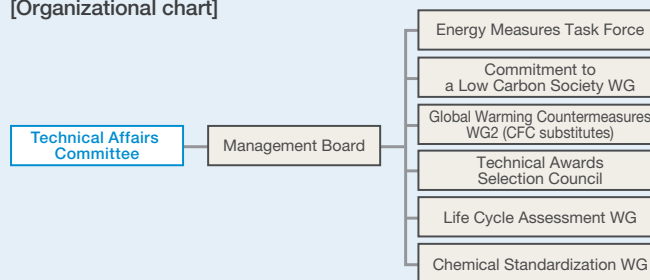 [Organizational chart]
Energy Measures Task Force
Commitment to
a Low Carbon Society WG
Global Warming Countermeasures
WG2 (CFC substitutes)
Technical Affairs
Committee
Management Board
Technical Awards
Selection Council
Life Cycle Assessment WG
Chemical Standardization WG